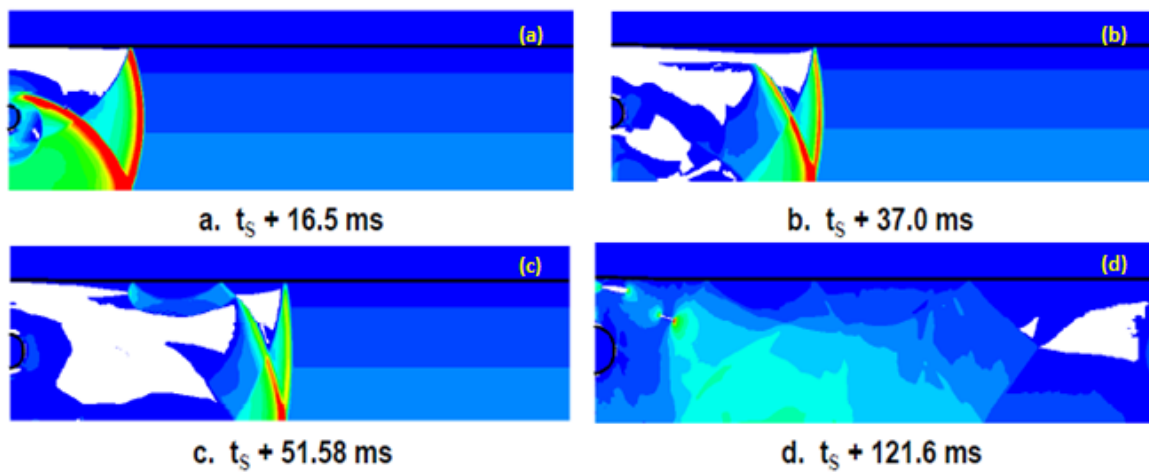 (a)
(b)
a. tS + 16.5 ms
b. tS + 37.0 ms
(c)
(d)
c. tS + 51.58 ms
d. tS + 121.6 ms